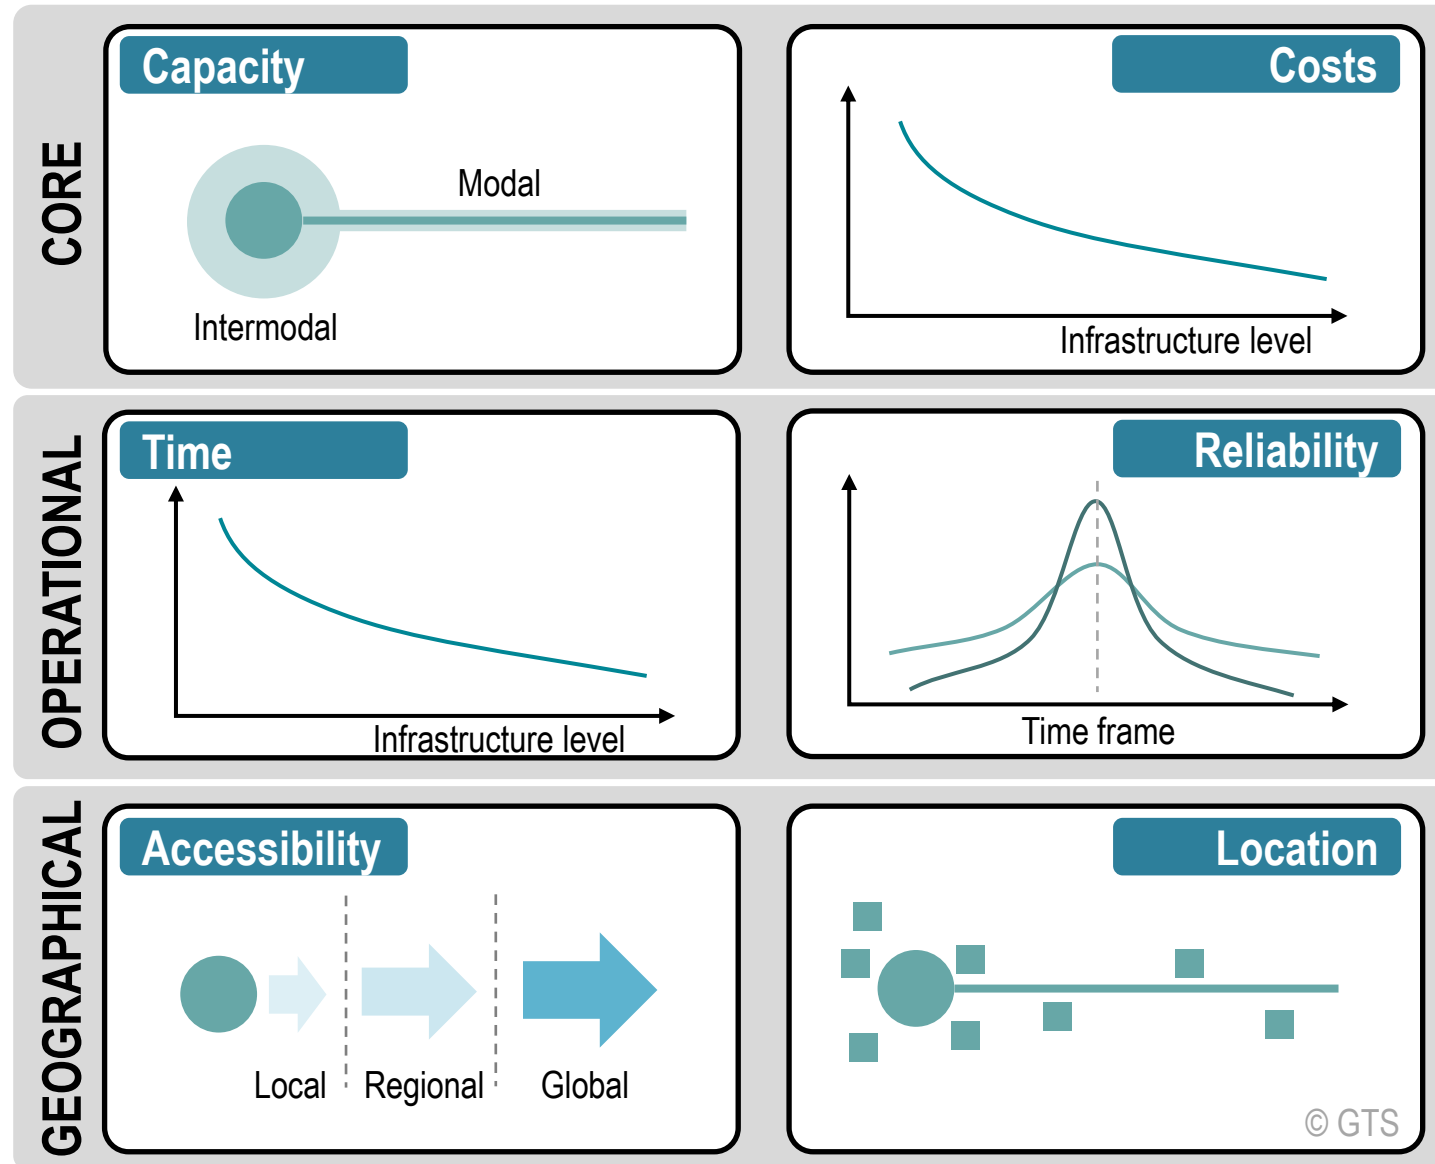 CORE
Capacity
Modal
Intermodal
Costs
Infrastructure level
OPERATIONAL
Time
Infrastructure level
Reliability
Time frame
GEOGRAPHICAL
Accessibility
Local
Regional
Global
Location
© GTS